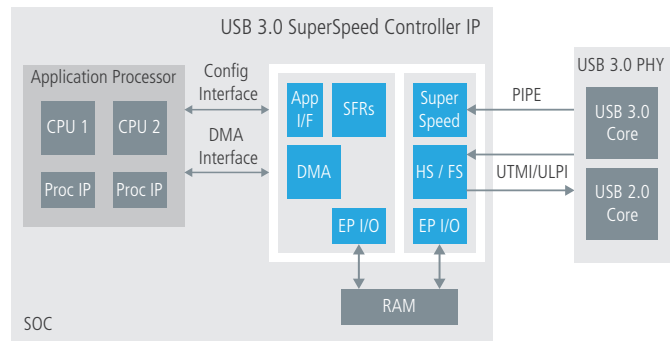 USB 3.0 SuperSpeed Controller IP
Application Processor
CPU 1
CPU 2
Proc IP
Proc IP
Config
Interface
DMA
Interface
App
I/F
SFRs
DMA
EP I/O
Super
Speed
HS / FS
EP I/O
RAM
SOC
PIPE
UTMI/ULPI
USB 3.0 PHY
USB 3.0
Core
USB 2.0
Core